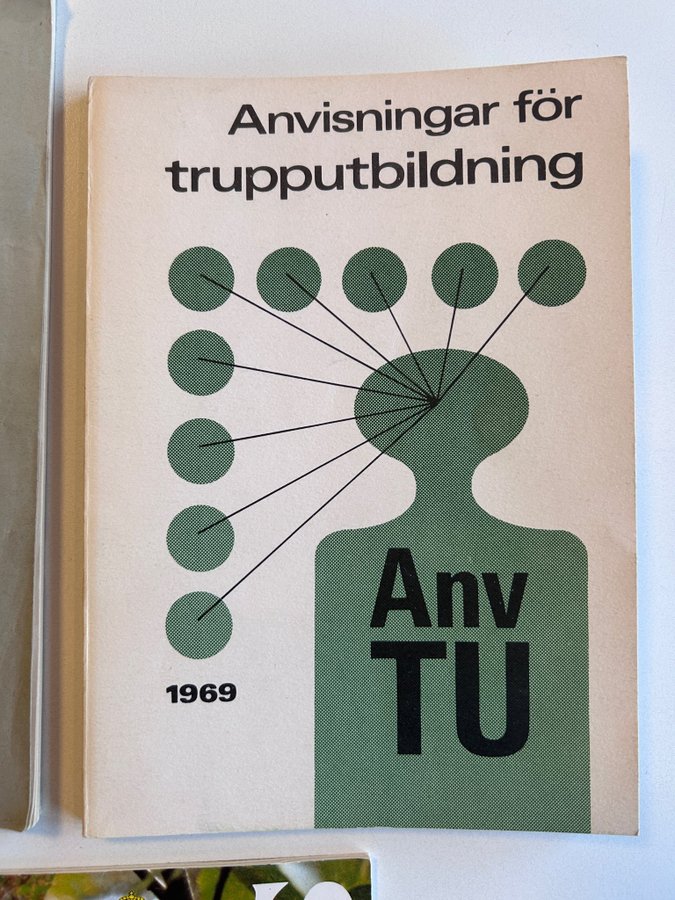 Anvisningar för
trupputbildning
Anv
TU
1969